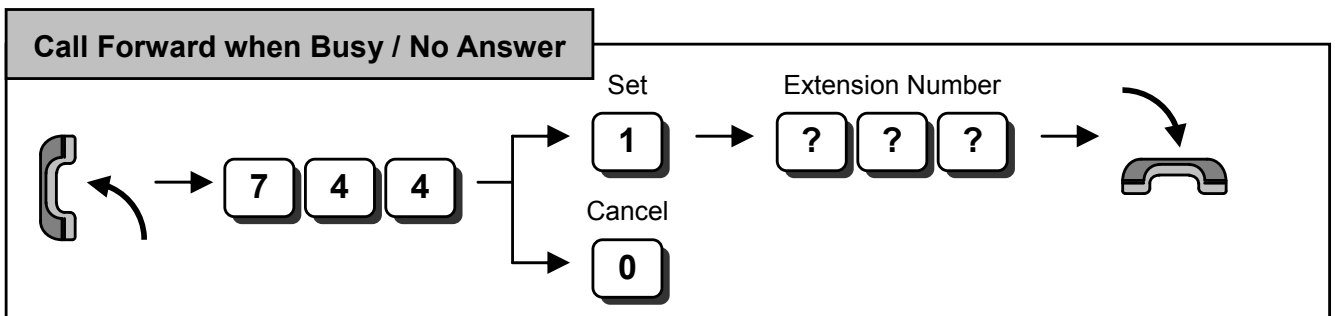 Call Forward when Busy / No Answer
Set
Extension Number
7 4 4
1
? ? ?
Cancel
0